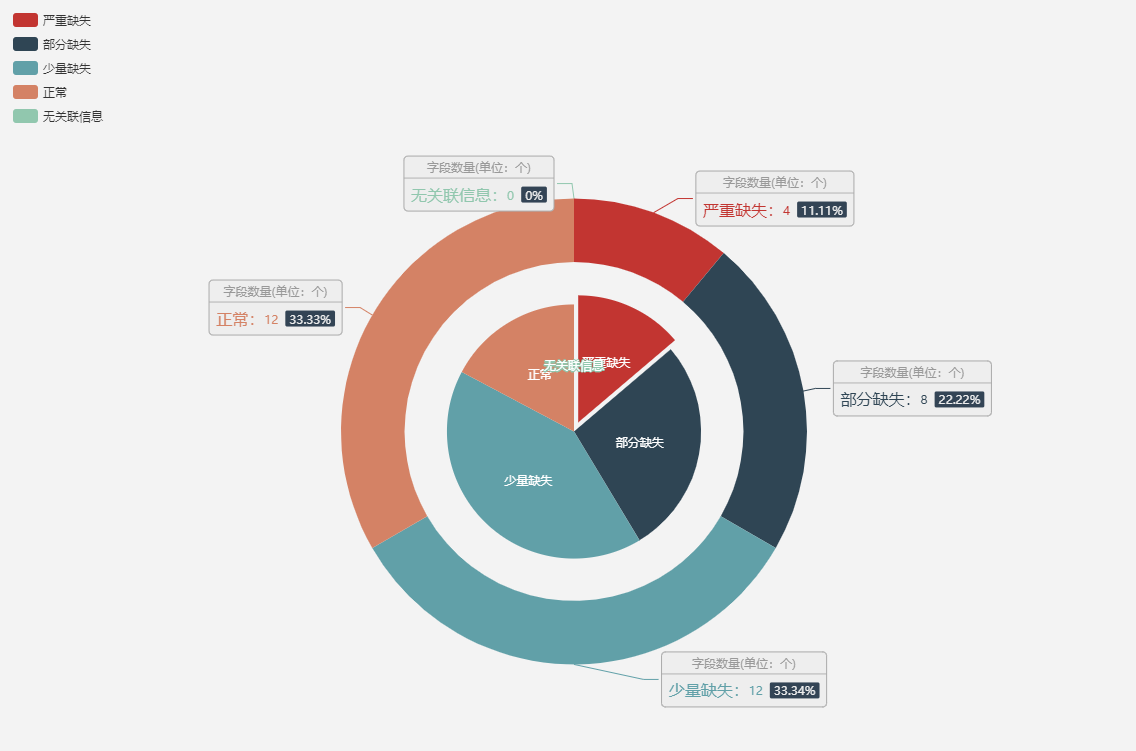 严重缺失
部分缺失
少量缺失
正常
无关联信息
字段数量(单位：个)
无关联信息：0 0%
字段数量(单位：个)
严重缺失：4 11.11%
字段数量(单位：个)
正常：12 33.33%
字段数量(单位：个)
部分缺失：8 22.22%
无关联信息
严重缺失
正常
部分缺失
少量缺失
字段数量(单位：个)
少量缺失：12 33.34%